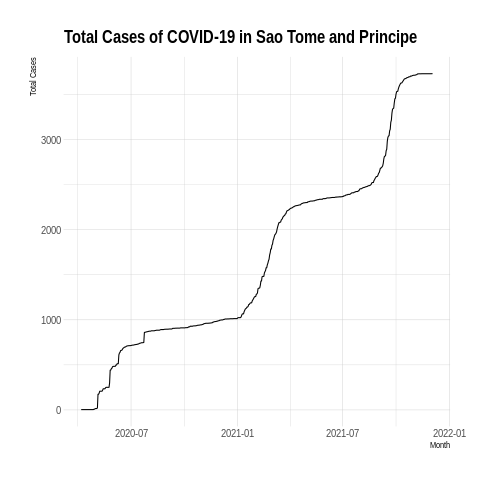 Total Cases of COVID-19 in Sao Tome and Principe
Total Cases
3000
2000
1000
0
2020-07 2021-01 2021-07 2022-01
Month